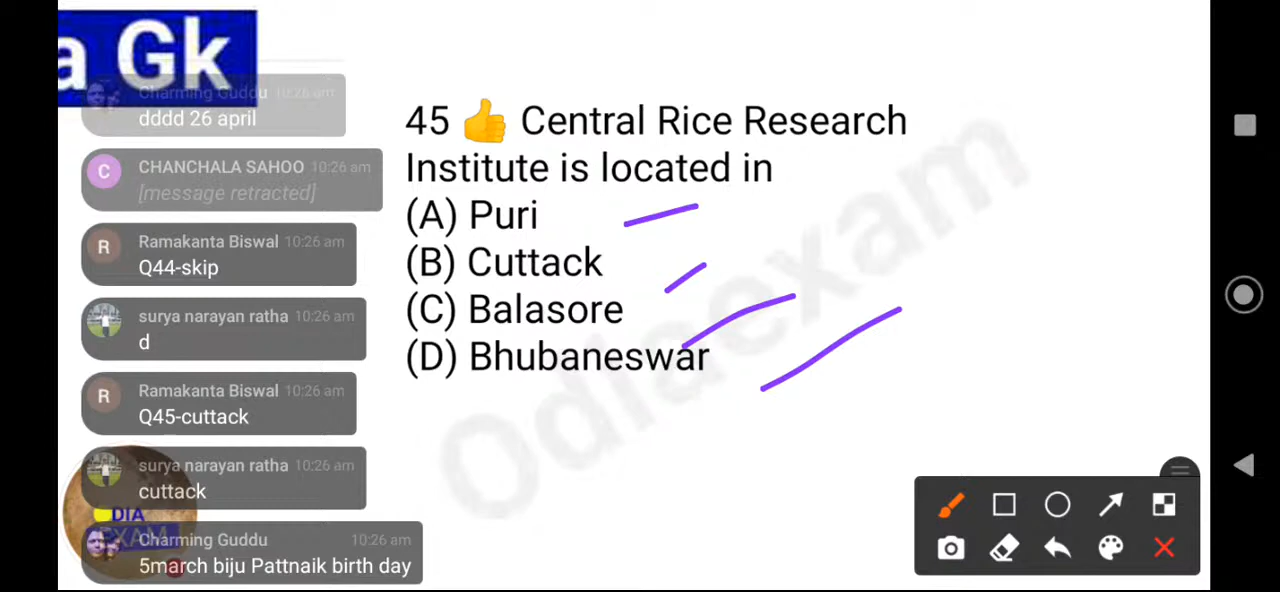 a Gk
Charming Guddu 10:26 am
dddd 26 april
C CHANCHALA SAHOO 10:26 am
[message retracted]
R Ramakanta Biswal 10:26 am
Q44-skip
surya narayan ratha 10:26 am
d
R Ramakanta Biswal 10:26 am
Q45-cuttack
surya narayan ratha 10:26 am
cuttack
DIA
EXAM
Charming Guddu 10:26 am
5march biju Pattnaik birth day
45 👍 Central Rice Research
Institute is located in
(A) Puri
(B) Cuttack
(C) Balasore
(D) Bhubaneswar
Odiaexam